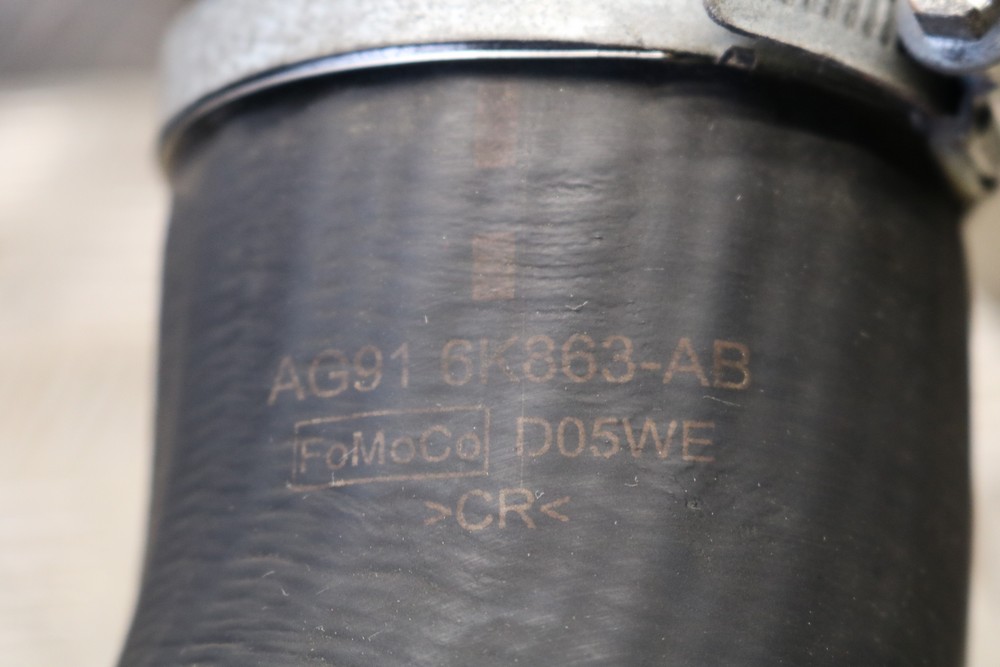 AG91 6K863-AB
FoMoCo D05WE
>CR<